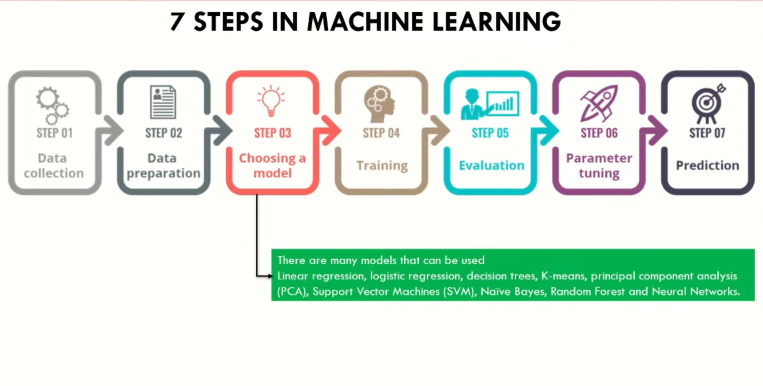 7 STEPS IN MACHINE LEARNING
STEP 01
Data
collection
STEP 02
Data
preparation
STEP 03
Choosing a
model
STEP 04
Training
STEP 05
Evaluation
STEP 06
Parameter
tuning
STEP 07
Prediction
There are many models that can be used
Linear regression, logistic regression, decision trees, K-means, principal component analysis
(PCA), Support Vector Machines (SVM), Naïve Bayes, Random Forest and Neural Networks.